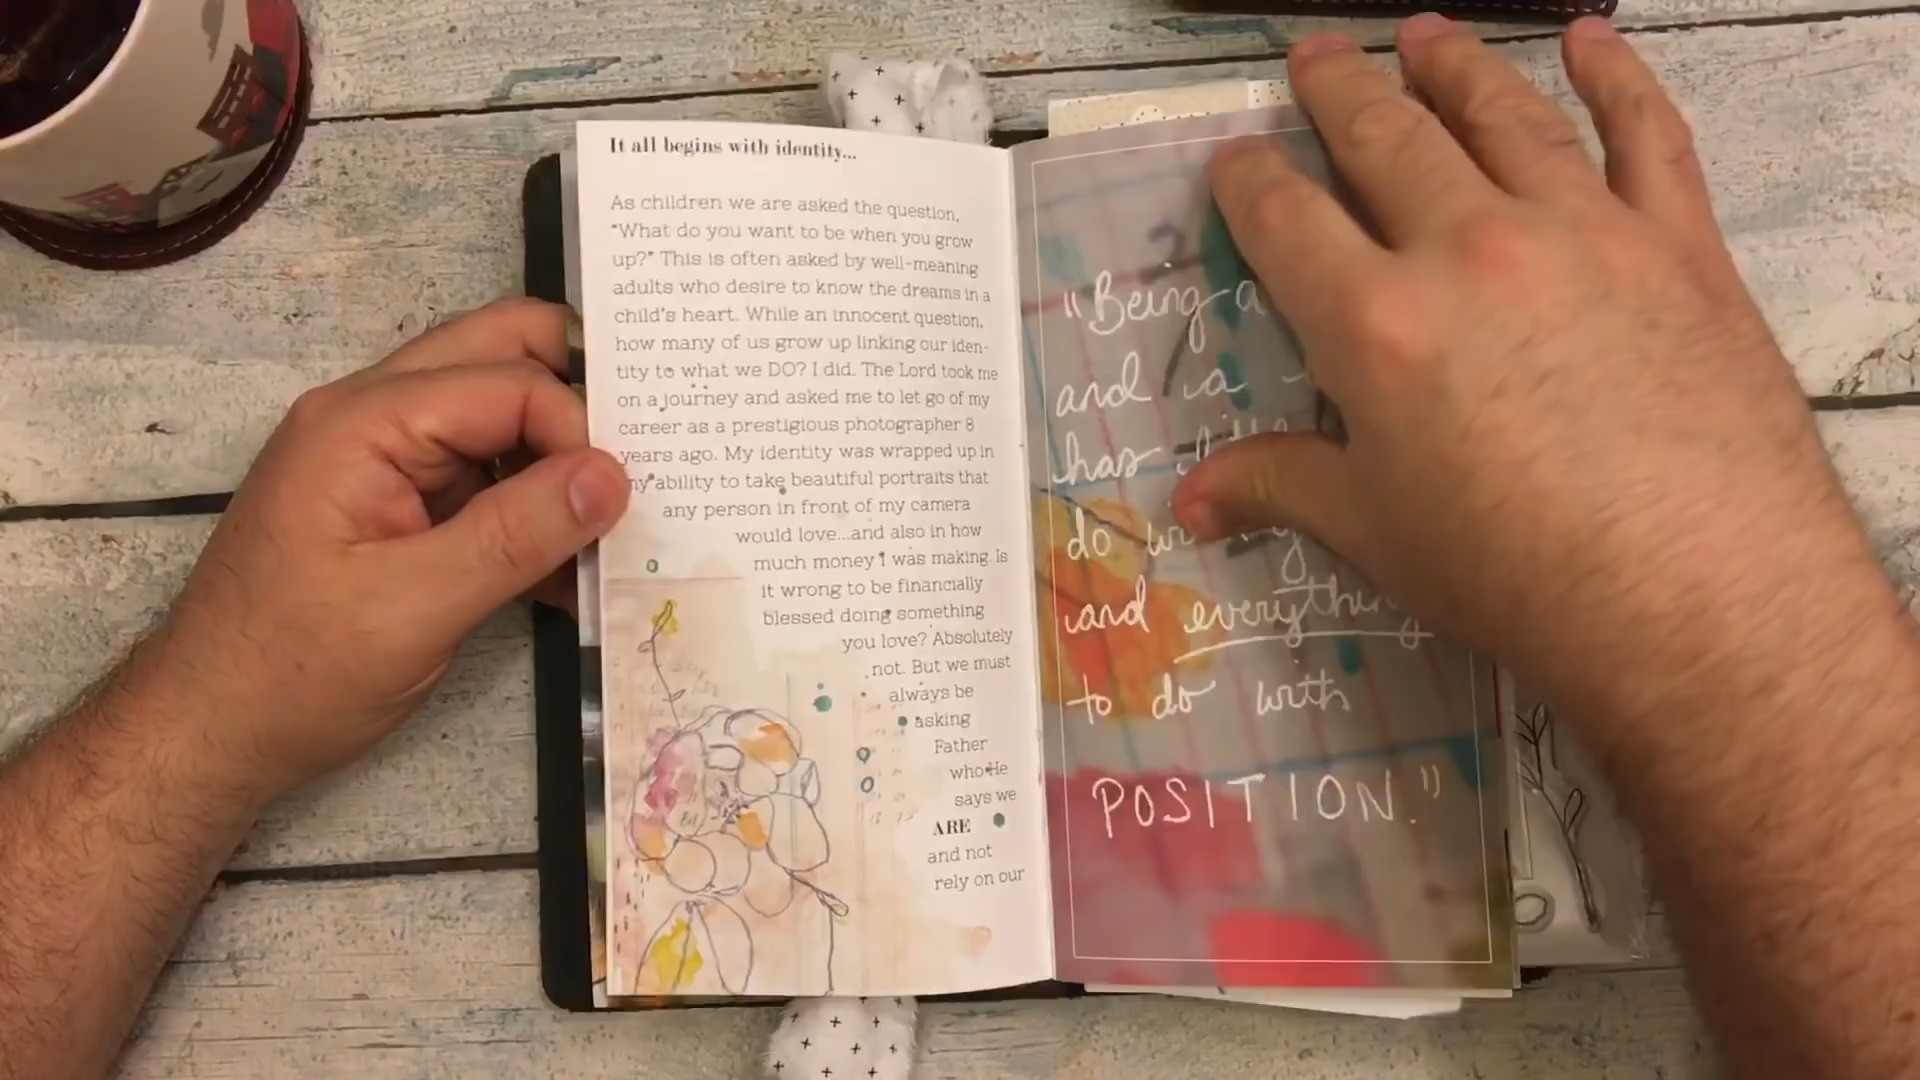 It all begins with identity...
As children we are asked the question,
"What do you want to be when you grow
up?" This is often asked by well-meaning
adults who desire to know the dreams in a
child's heart. While an innocent question,
how many of us grow up linking our iden-
tity to what we DO? I did. The Lord took me
on a journey and asked me to let go of my
career as a prestigious photographer 8
years ago. My identity was wrapped up in
my ability to take beautiful portraits that
any person in front of my camera
would love...and also in how
much money I was making. Is
it wrong to be financially
blessed doing something
you love? Absolutely
not. But we must
always be
asking
Father
who He
says we
ARE
and not
rely on our
"Being a
and a
has
do
and everything
to do with
POSITION."